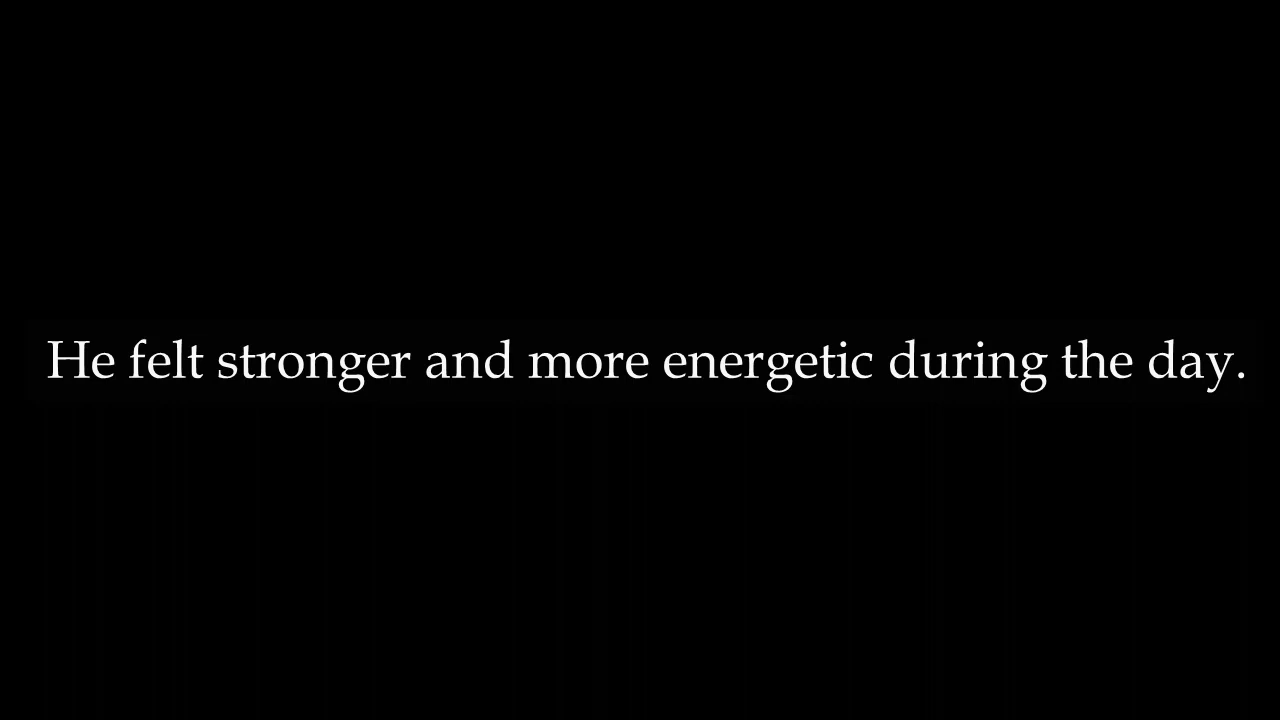 He felt stronger and more energetic during the day.